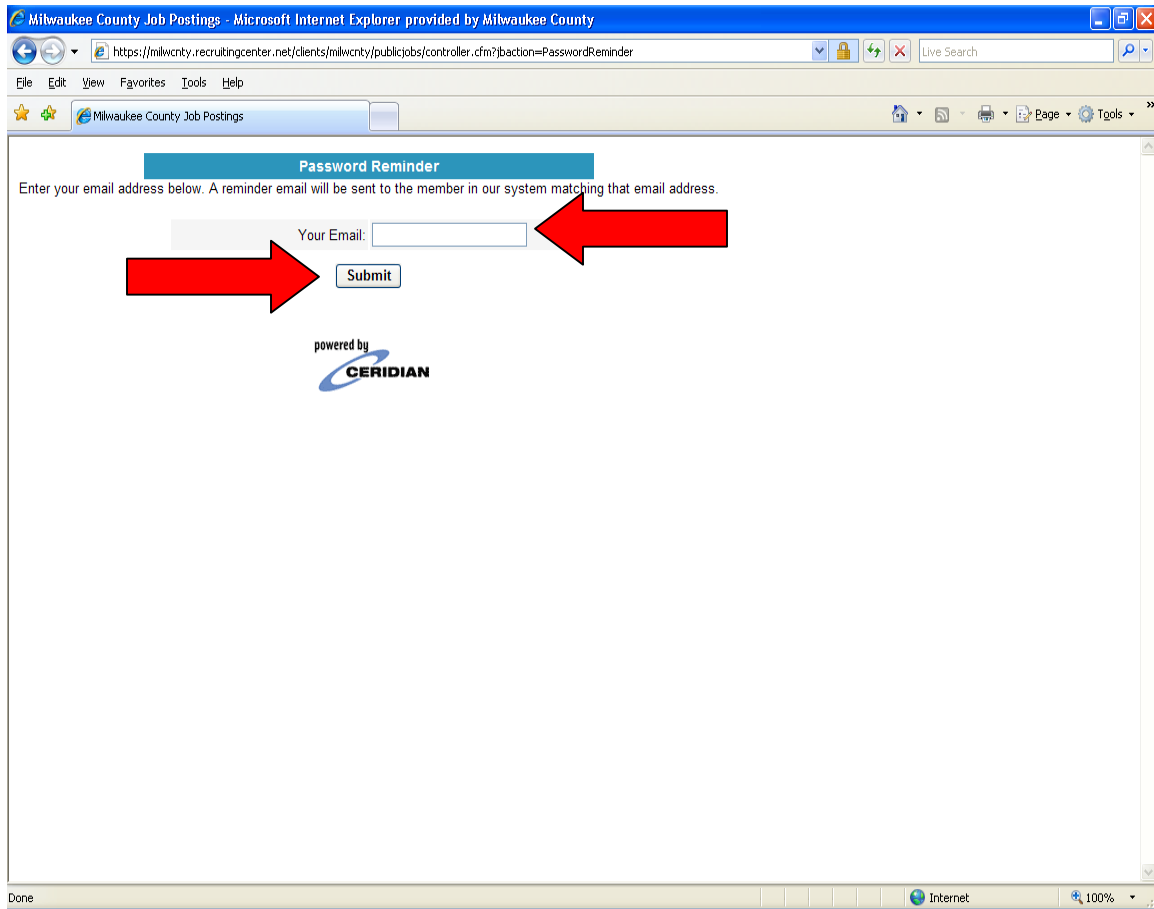 Milwaukee County Job Postings - Microsoft Internet Explorer provided by Milwaukee County
https://milwcnty.recruitingcenter.net/clients/milwcnty/publicjobs/controller.cfm?jbaction=PasswordReminder
Live Search
File Edit View Favorites Tools Help
Milwaukee County Job Postings
Page Tools »
Password Reminder
Enter your email address below. A reminder email will be sent to the member in our system matching that email address.
Your Email:
Submit
powered by
CERIDIAN
Done Internet 100%